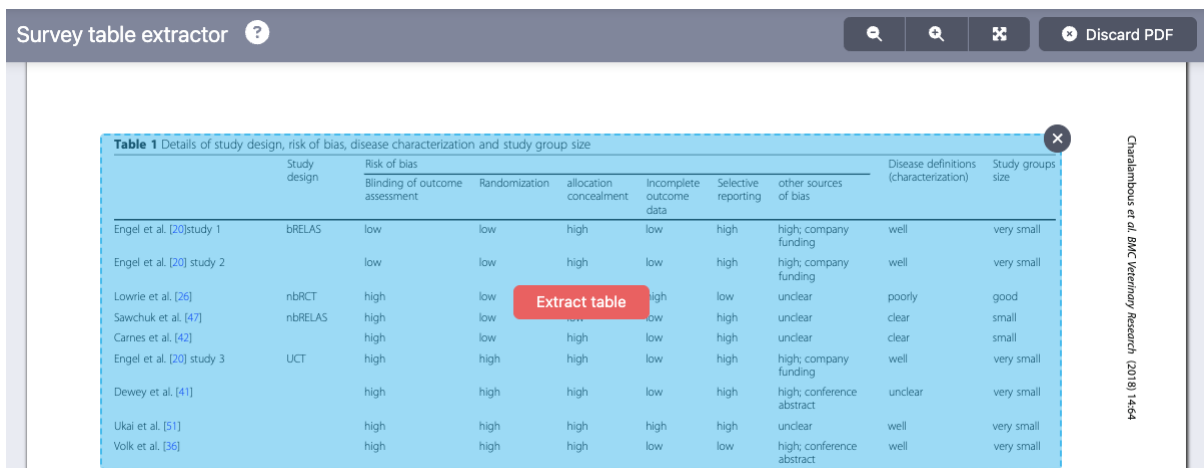 Survey table extractor ?
Discard PDF
Table 1 Details of study design, risk of bias, disease characterization and study group size
Study design Risk of bias Disease definitions (characterization) Study groups size
Blinding of outcome assessment Randomization allocation concealment Incomplete outcome data Selective reporting other sources of bias
Engel et al. [20]study 1 bRELAS low low high low high high; company funding well very small
Engel et al. [20] study 2 low low high low high high; company funding well very small
Lowrie et al. [26] nbRCT high low low unclear poorly good
Extract table
Sawchuk et al. [47] nbRELAS high low low high unclear clear small
Carnes et al. [42] high low high low high unclear clear small
Engel et al. [20] study 3 UCT high high high low high high; company funding well very small
Dewey et al. [41] high high high low high high; conference abstract unclear very small
Ukai et al. [51] high high high high high unclear well very small
Volk et al. [36] high high high low low high; conference abstract well very small
Charalambous et al. BMC Veterinary Research (2018) 14:64